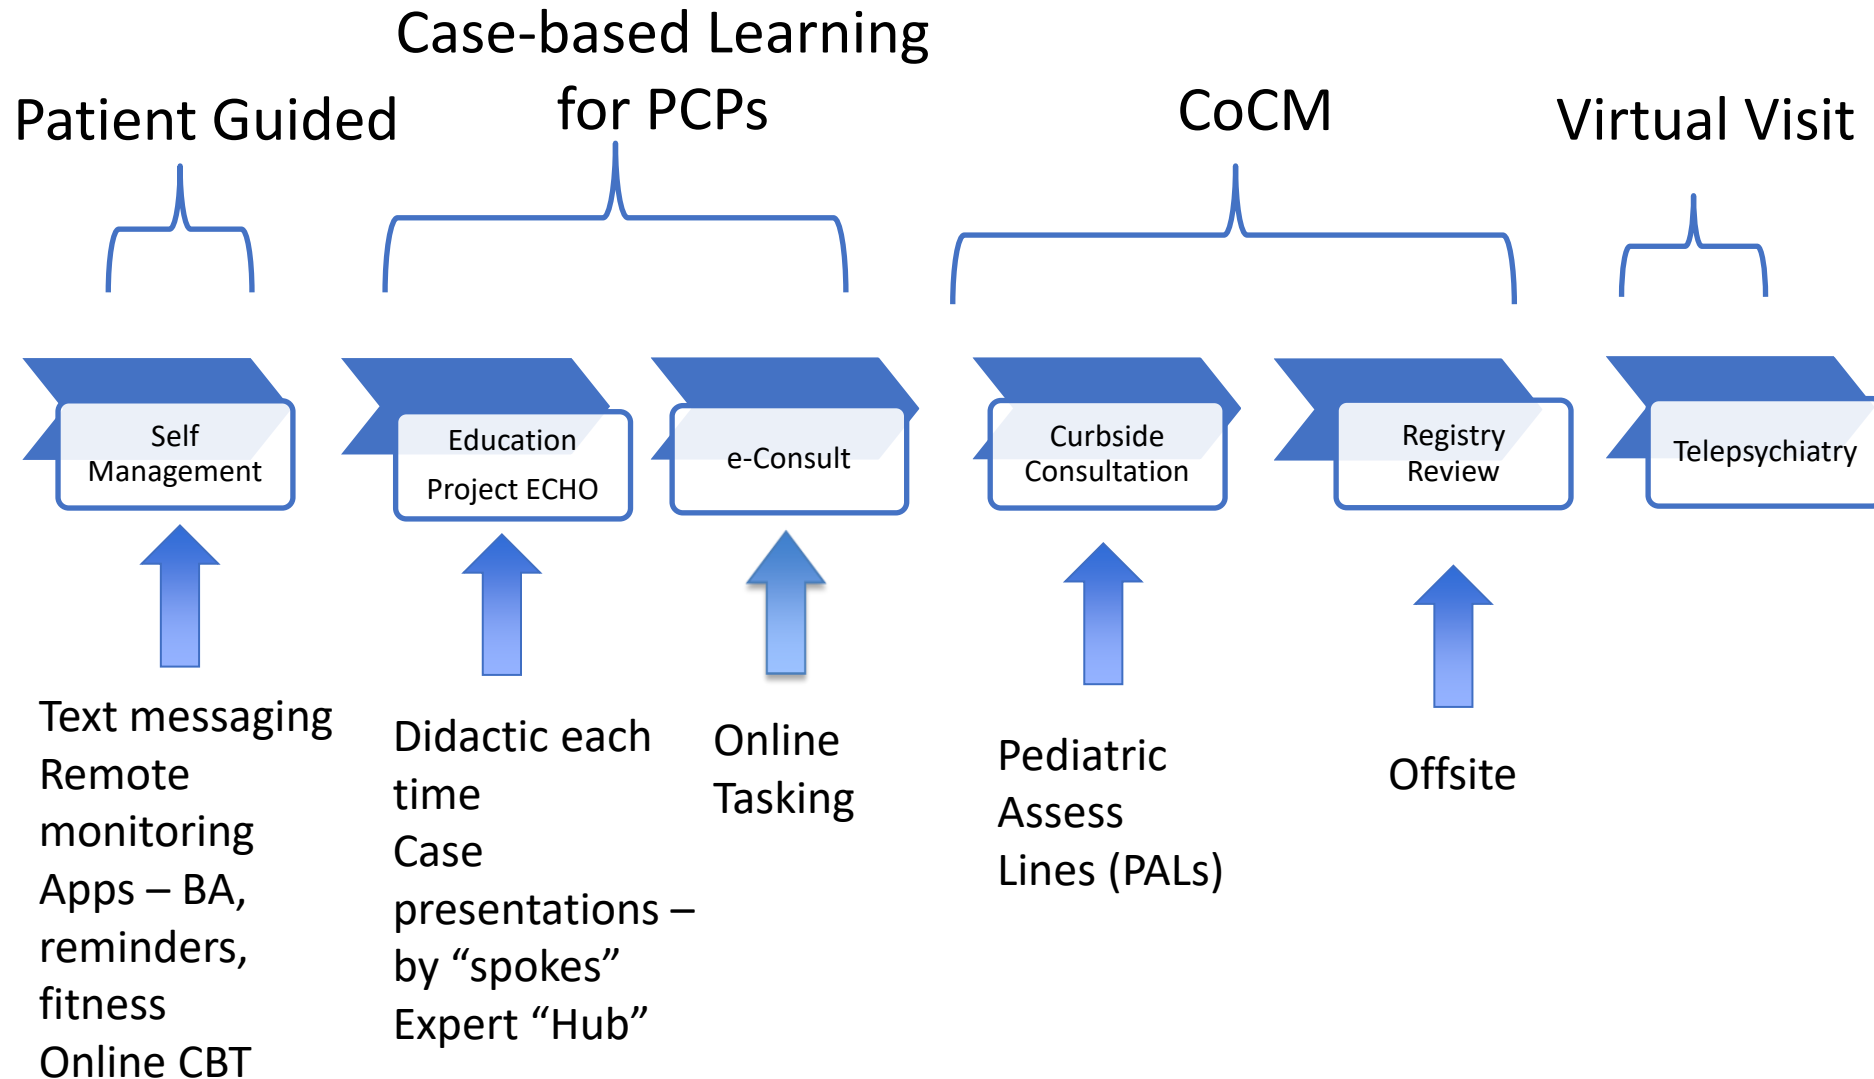 Case-based Learning
for PCPs
Patient Guided
CoCM
Virtual Visit
Self
Management
Education
Project ECHO
e-Consult
Curbside
Consultation
Registry
Review
Telepsychiatry
Text messaging
Remote
monitoring
Apps – BA,
reminders,
fitness
Online CBT
Didactic each
time
Case
presentations –
by “spokes”
Expert “Hub”
Online
Tasking
Pediatric
Assess
Lines (PALs)
Offsite